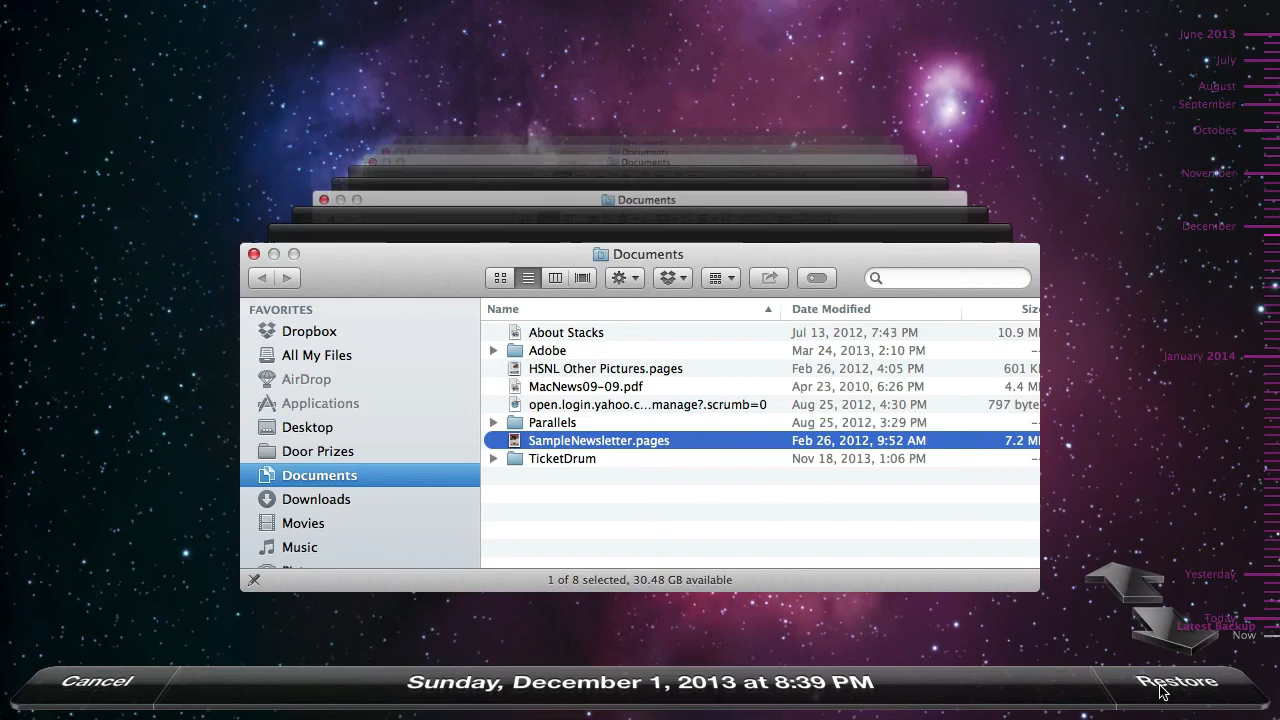 June 2013
July
August
September
October
November
December
January 2014
Yesterday
Today
Latest Backup
Now
Documents
Documents
Documents
Documents
FAVORITES
Dropbox
All My Files
AirDrop
Applications
Desktop
Door Prizes
Documents
Downloads
Movies
Music
Name Date Modified Siz
About Stacks Jul 13, 2012, 7:43 PM 10.9 M
Adobe Mar 24, 2013, 2:10 PM --
HSNL Other Pictures.pages Feb 26, 2012, 4:05 PM 601 K
MacNews09-09.pdf Apr 23, 2010, 6:26 PM 4.4 M
open.login.yahoo.c...manage?.scrumb=0 Aug 25, 2012, 4:30 PM 797 byte
Parallels Aug 25, 2012, 3:29 PM --
SampleNewsletter.pages Feb 26, 2012, 9:52 AM 7.2 M
TicketDrum Nov 18, 2013, 1:06 PM --
1 of 8 selected, 30.48 GB available
Cancel
Sunday, December 1, 2013 at 8:39 PM
Restore